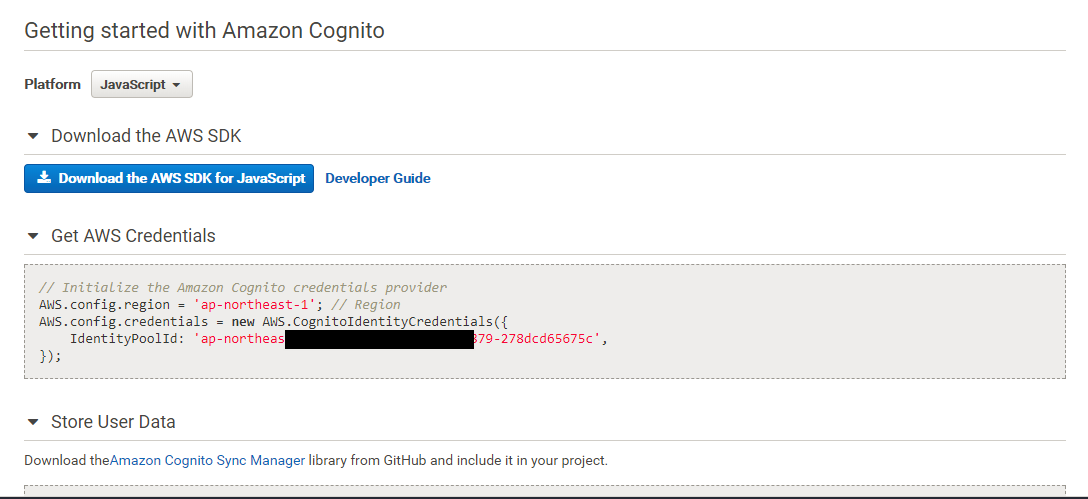 Getting started with Amazon Cognito
Platform JavaScript
Download the AWS SDK
Download the AWS SDK for JavaScript Developer Guide
Get AWS Credentials
// Initialize the Amazon Cognito credentials provider
AWS.config.region = 'ap-northeast-1'; // Region
AWS.config.credentials = new AWS.CognitoIdentityCredentials({
IdentityPoolId: 'ap-northeas 379-278dcd65675c',
});
Store User Data
Download theAmazon Cognito Sync Manager library from GitHub and include it in your project.